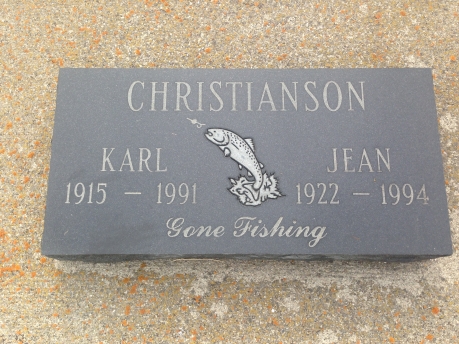 CHRISTIANSON
KARL JEAN
1915 — 1991 1922 — 1994
Gone Fishing